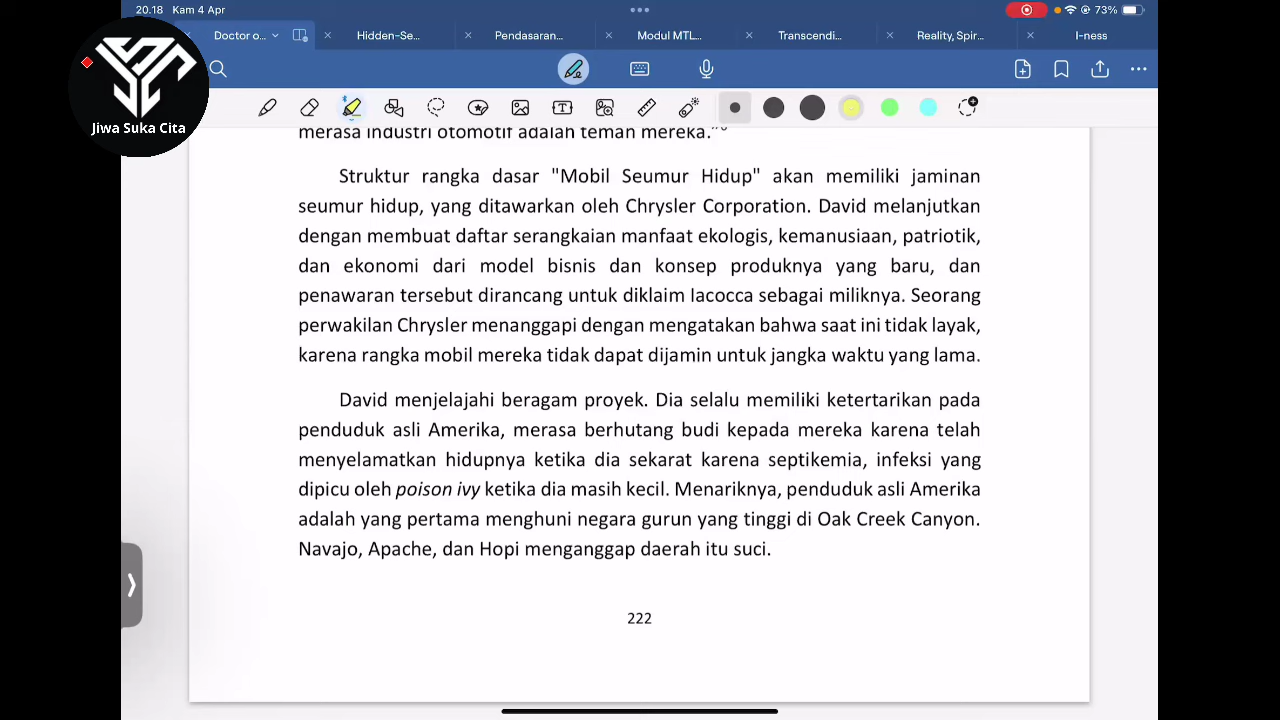 20.18 Kam 4 Apr
73%
Doctor o...
Hidden-Se...
Pendasaran...
Modul MTL...
Transcendi...
Reality, Spir...
I-ness
Jiwa Suka Cita
merasa industri otomotif adalah teman mereka."
Struktur rangka dasar "Mobil Seumur Hidup" akan memiliki jaminan
seumur hidup, yang ditawarkan oleh Chrysler Corporation. David melanjutkan
dengan membuat daftar serangkaian manfaat ekologis, kemanusiaan, patriotik,
dan ekonomi dari model bisnis dan konsep produknya yang baru, dan
penawaran tersebut dirancang untuk diklaim Iacocca sebagai miliknya. Seorang
perwakilan Chrysler menanggapi dengan mengatakan bahwa saat ini tidak layak,
karena rangka mobil mereka tidak dapat dijamin untuk jangka waktu yang lama.
David menjelajahi beragam proyek. Dia selalu memiliki ketertarikan pada
penduduk asli Amerika, merasa berhutang budi kepada mereka karena telah
menyelamatkan hidupnya ketika dia sekarat karena septikemia, infeksi yang
dipicu oleh poison ivy ketika dia masih kecil. Menariknya, penduduk asli Amerika
adalah yang pertama menghuni negara gurun yang tinggi di Oak Creek Canyon.
Navajo, Apache, dan Hopi menganggap daerah itu suci.
222